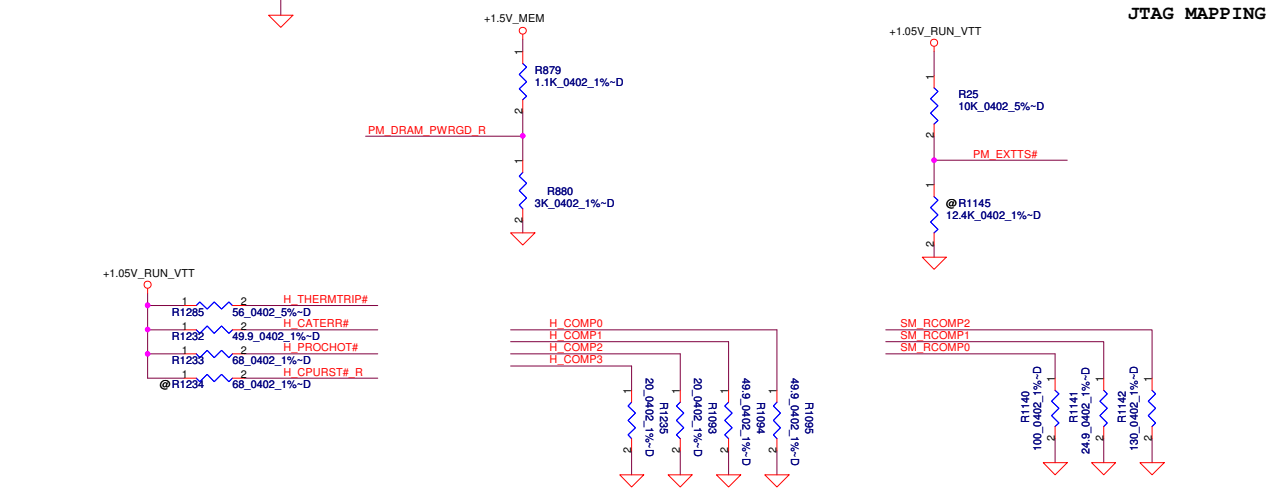 JTAG MAPPING
+1.5V_MEM
1
R879
1.1K_0402_1%~D
2
PM_DRAM_PWRGD_R
1
R880
3K_0402_1%~D
2
+1.05V_RUN_VTT
1
R25
10K_0402_5%~D
2
PM_EXTTS#
1
@R1145
12.4K_0402_1%~D
2
+1.05V_RUN_VTT
1 2 H_THERMTRIP#
R1285 56_0402_5%~D
1 2 H_CATERR#
R1232 49.9_0402_1%~D
1 2 H_PROCHOT#
R1233 68_0402_1%~D
1 2 H_CPURST#_R
@R1234 68_0402_1%~D
H_COMP0
H_COMP1
H_COMP2
H_COMP3
1
R1235
20_0402_1%~D
2
1
R1093
20_0402_1%~D
2
1
R1094
49.9_0402_1%~D
2
1
R1095
49.9_0402_1%~D
2
SM_RCOMP2
SM_RCOMP1
SM_RCOMP0
1
R1140
100_0402_1%~D
2
1
R1141
24.9_0402_1%~D
2
1
R1142
130_0402_1%~D
2